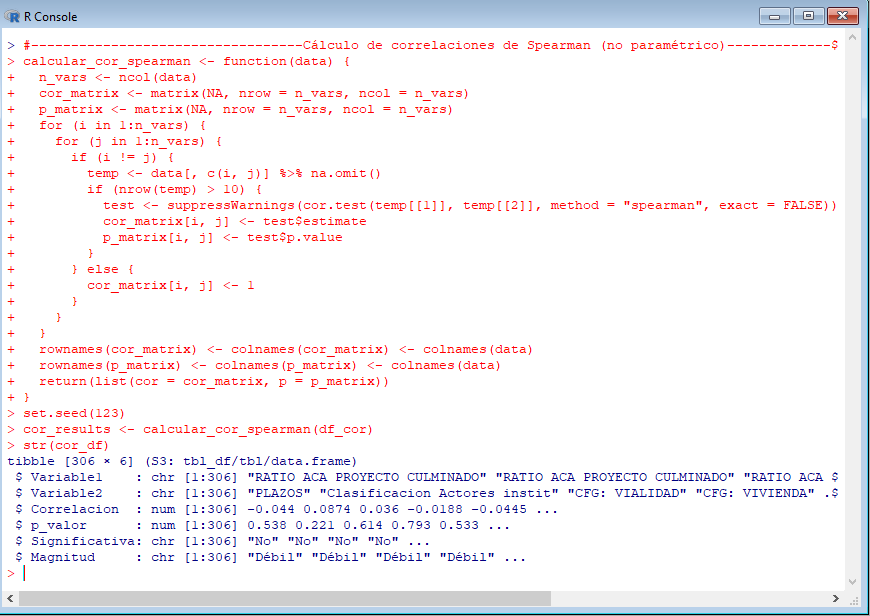 R Console
> #----------------------------------Cálculo de correlaciones de Spearman (no paramétrico)-------------$
> calcular_cor_spearman <- function(data) {
+   n_vars <- ncol(data)
+   cor_matrix <- matrix(NA, nrow = n_vars, ncol = n_vars)
+   p_matrix <- matrix(NA, nrow = n_vars, ncol = n_vars)
+   for (i in 1:n_vars) {
+     for (j in 1:n_vars) {
+       if (i != j) {
+         temp <- data[, c(i, j)] %>% na.omit()
+         if (nrow(temp) > 10) {
+           test <- suppressWarnings(cor.test(temp[[1]], temp[[2]], method = "spearman", exact = FALSE))
+           cor_matrix[i, j] <- test$estimate
+           p_matrix[i, j] <- test$p.value
+         }
+       } else {
+         cor_matrix[i, j] <- 1
+       }
+     }
+   }
+   rownames(cor_matrix) <- colnames(cor_matrix) <- colnames(data)
+   rownames(p_matrix) <- colnames(p_matrix) <- colnames(data)
+   return(list(cor = cor_matrix, p = p_matrix))
+ }
> set.seed(123)
> cor_results <- calcular_cor_spearman(df_cor)
> str(cor_df)
tibble [306 × 6] (S3: tbl_df/tbl/data.frame)
 $ Variable1    : chr [1:306] "RATIO ACA PROYECTO CULMINADO" "RATIO ACA PROYECTO CULMINADO" "RATIO ACA $
 $ Variable2    : chr [1:306] "PLAZOS" "Clasificacion Actores instit" "CFG: VIALIDAD" "CFG: VIVIENDA" .$
 $ Correlacion  : num [1:306] -0.044 0.0874 0.036 -0.0188 -0.0445 ...
 $ p_valor      : num [1:306] 0.538 0.221 0.614 0.793 0.533 ...
 $ Significativa: chr [1:306] "No" "No" "No" "No" ...
 $ Magnitud     : chr [1:306] "Débil" "Débil" "Débil" "Débil" ...
>